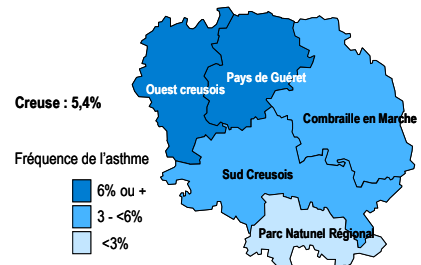 Pays de Guéret
Ouest creusois
Creuse : 5,4%
Combraille en Marche
Fréquence de l'asthme
Sud Creusois
6% ou +
3 - <6%
<3%
Parc Natunel Régional